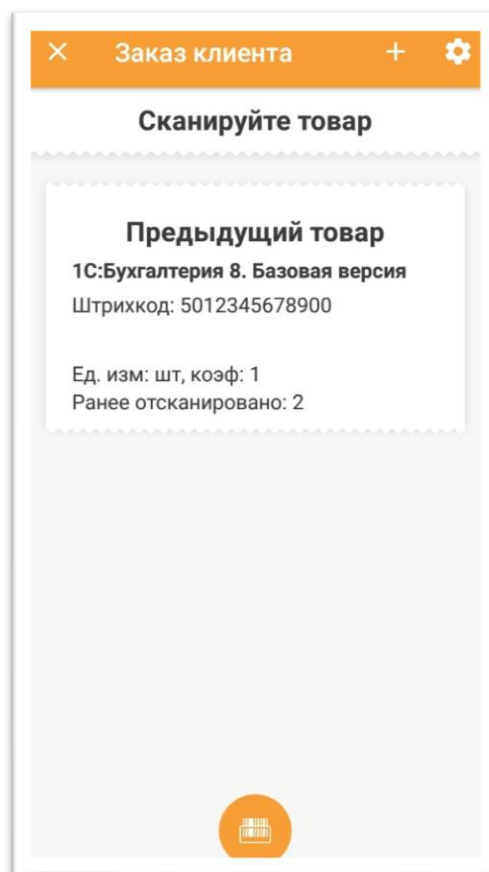 Заказ клиента
Сканируйте товар
Предыдущий товар
1С:Бухгалтерия 8. Базовая версия
Штрихкод: 5012345678900
Ед. изм: шт, коэф: 1
Ранее отсканировано: 2